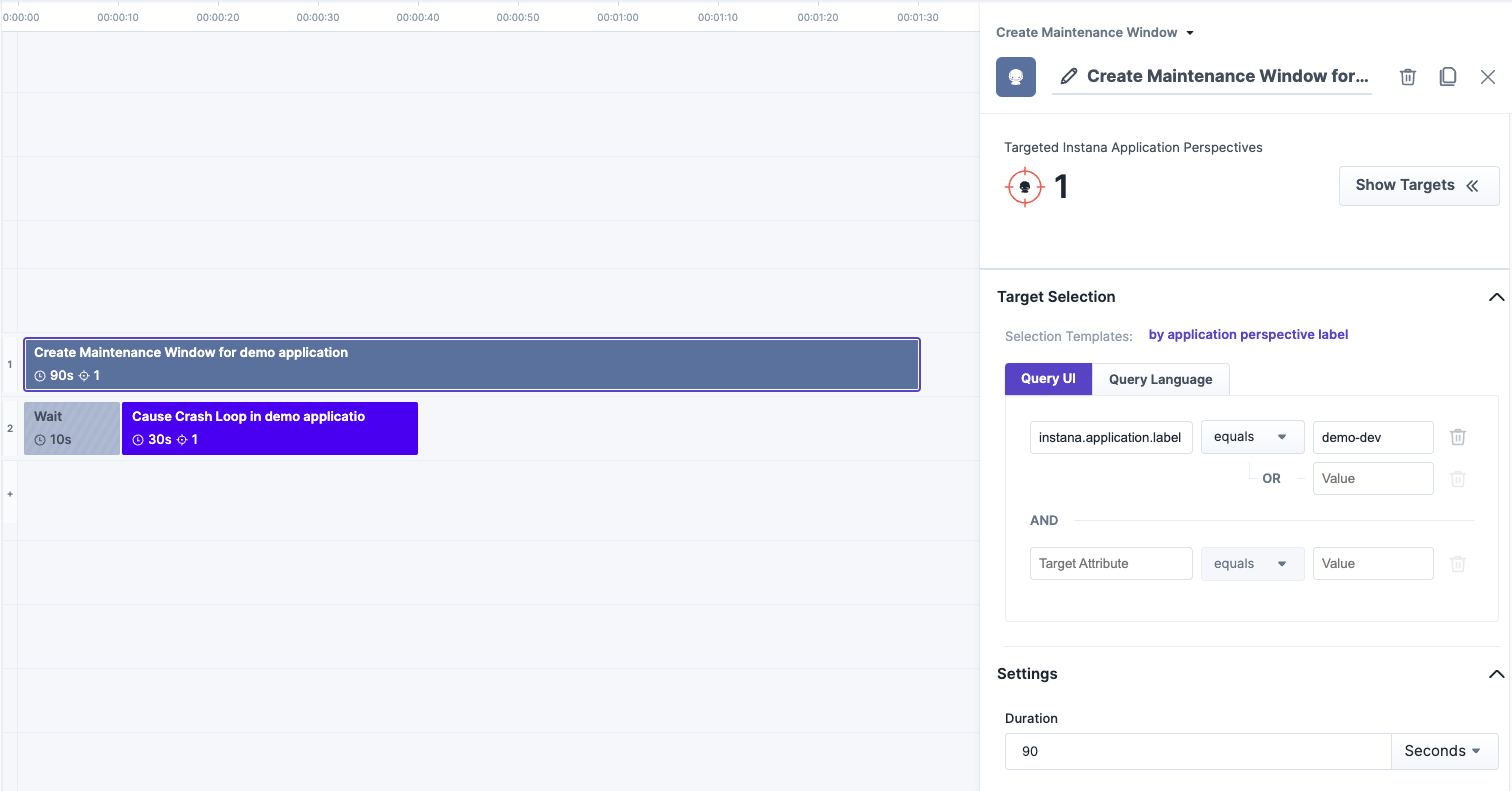 0:00:00 00:00:10 00:00:20 00:00:30 00:00:40 00:00:50 00:01:00 00:01:10 00:01:20 00:01:30
1
Create Maintenance Window for demo application
90s 1
2
Wait
10s
Cause Crash Loop in demo applicatio
30s 1
+
Create Maintenance Window
Create Maintenance Window for...
Targeted Instana Application Perspectives
1
Show Targets
Target Selection
Selection Templates: by application perspective label
Query UI Query Language
instana.application.label equals demo-dev
OR Value
AND
Target Attribute equals Value
Settings
Duration
90 Seconds